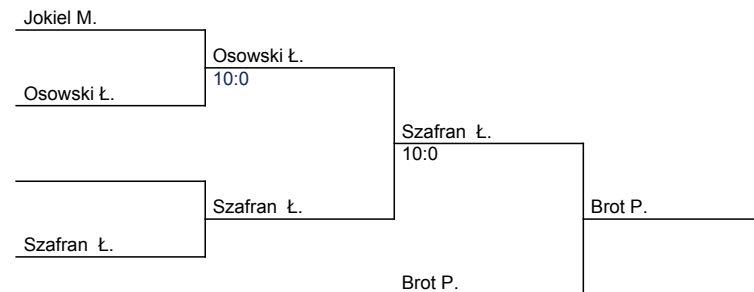 Jokiel M.
Osowski Ł.
10:0
Osowski Ł.
Szafran  Ł.
10:0
Szafran  Ł.
Brot P.
Szafran  Ł.
Brot P.